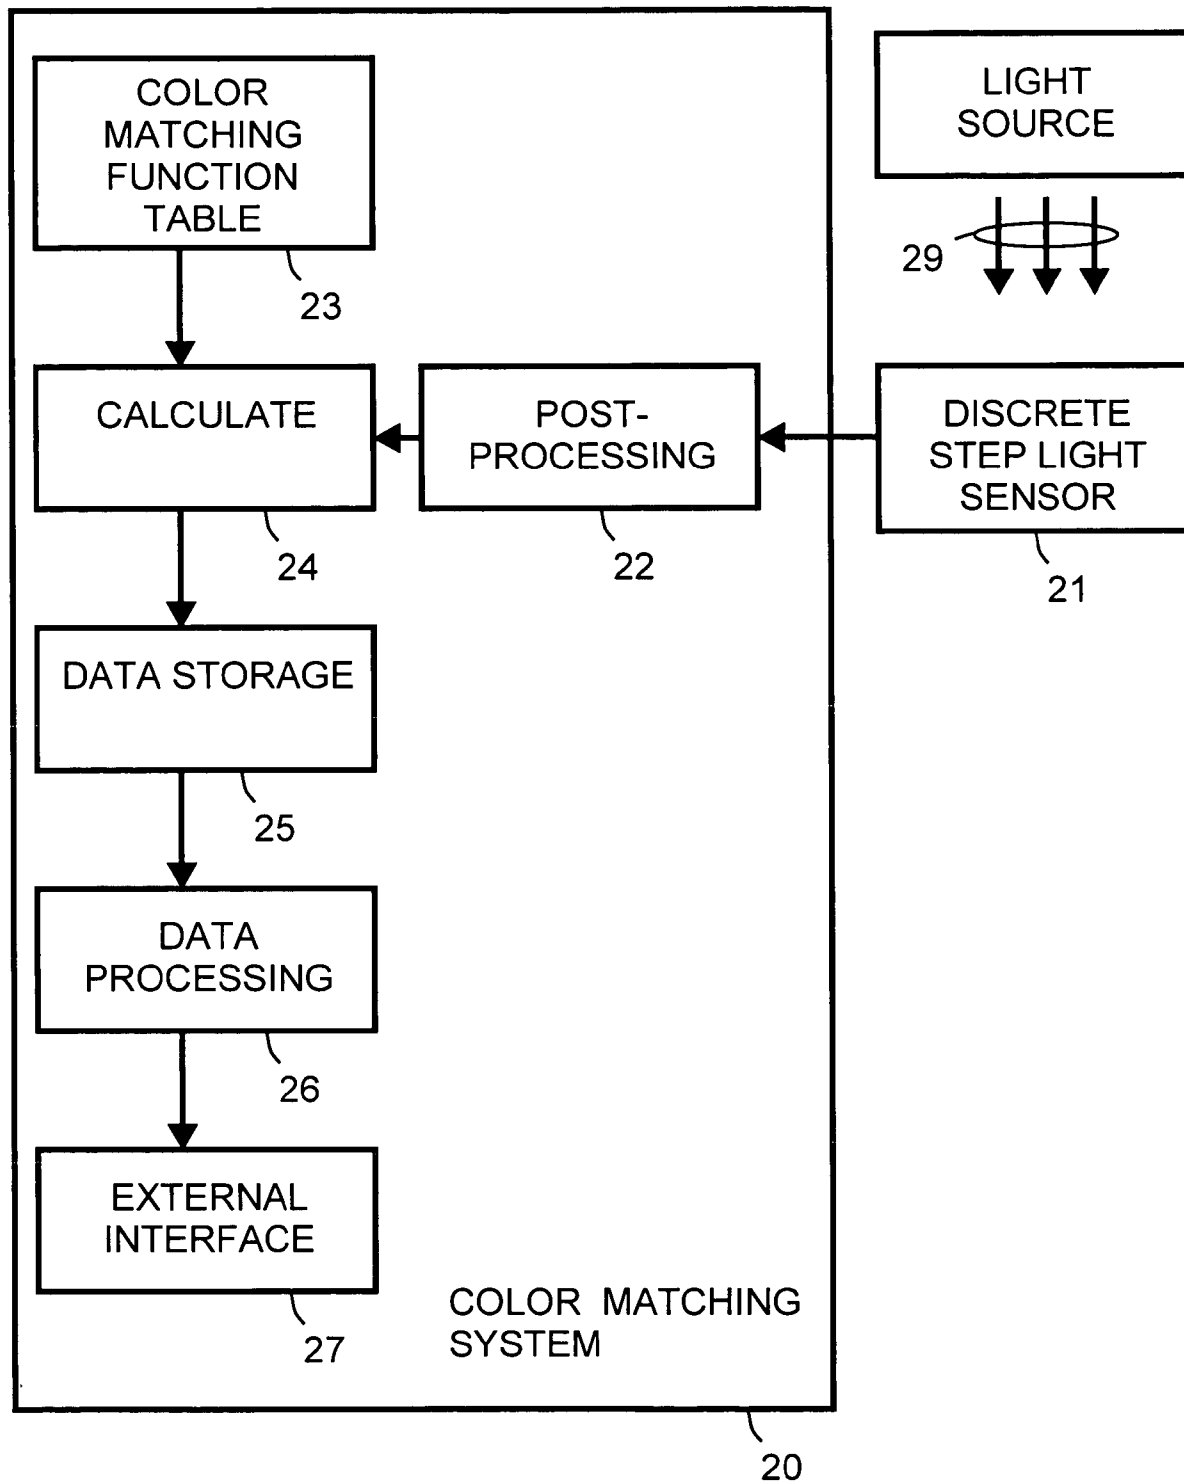 COLOR
MATCHING
FUNCTION
TABLE
23
LIGHT
SOURCE
29
CALCULATE
24
POST-
PROCESSING
22
DISCRETE
STEP LIGHT
SENSOR
21
DATA STORAGE
25
DATA
PROCESSING
26
EXTERNAL
INTERFACE
27
COLOR MATCHING
SYSTEM
20